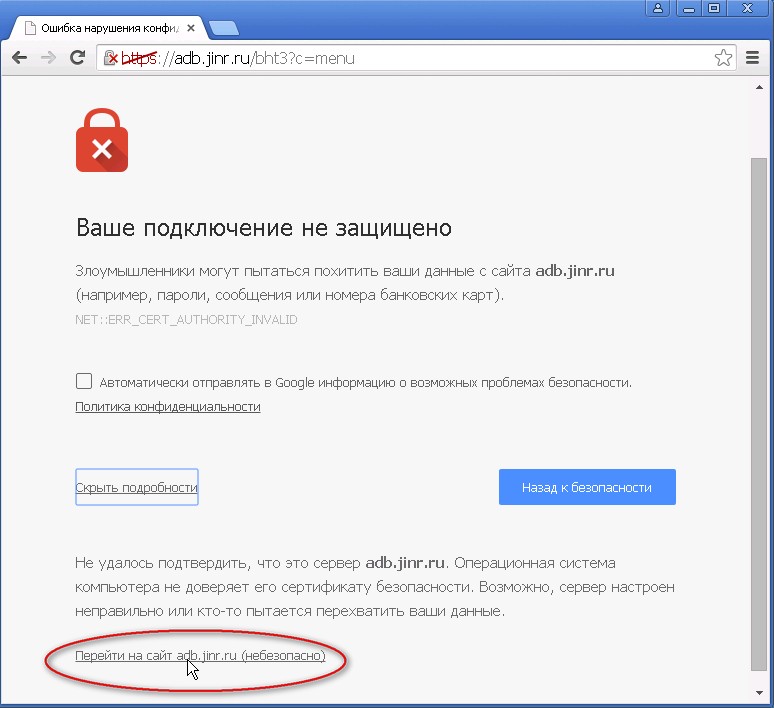 Ошибка нарушения конфи
https://adb.jinr.ru/bht3?c=menu
Ваше подключение не защищено
Злоумышленники могут пытаться похитить ваши данные с сайта adb.jinr.ru
(например, пароли, сообщения или номера банковских карт).
NET::ERR_CERT_AUTHORITY_INVALID
Автоматически отправлять в Google информацию о возможных проблемах безопасности.
Политика конфиденциальности
Скрыть подробности
Назад к безопасности
Не удалось подтвердить, что это сервер adb.jinr.ru. Операционная система
компьютера не доверяет его сертификату безопасности. Возможно, сервер настроен
неправильно или кто-то пытается перехватить ваши данные.
Перейти на сайт adb.jinr.ru (небезопасно)